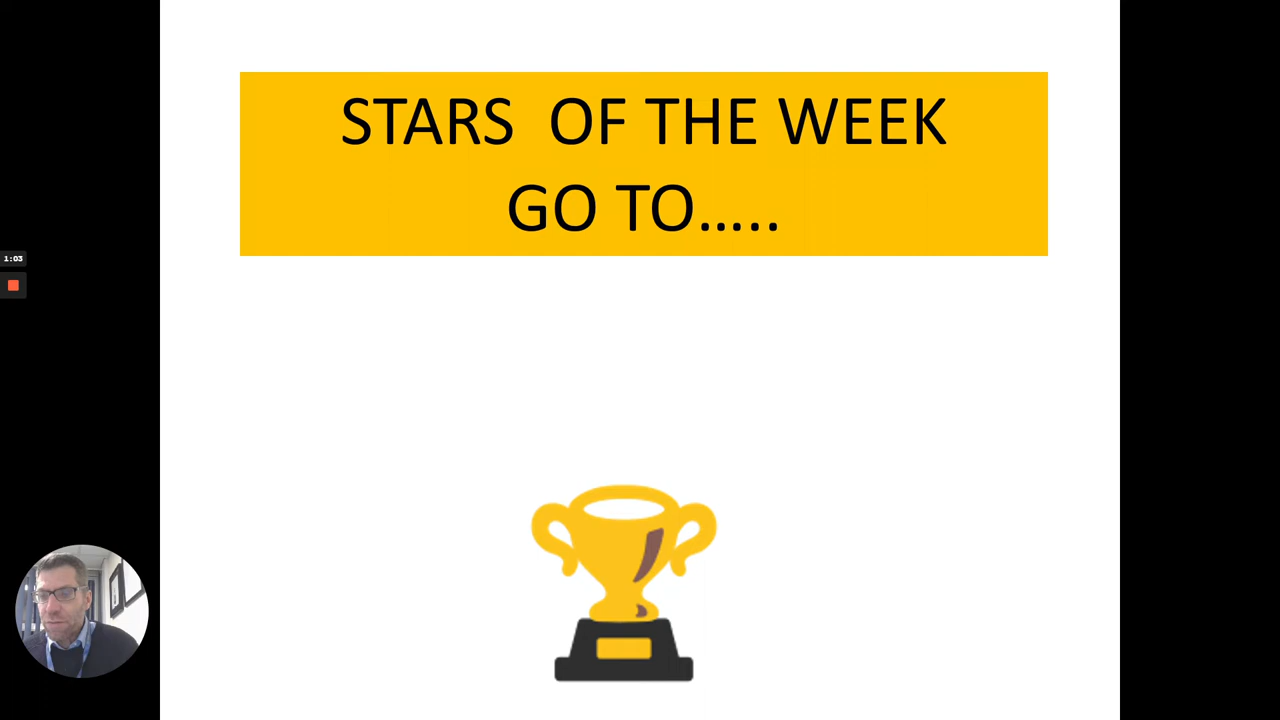 STARS  OF THE WEEK
GO TO.....
1:03